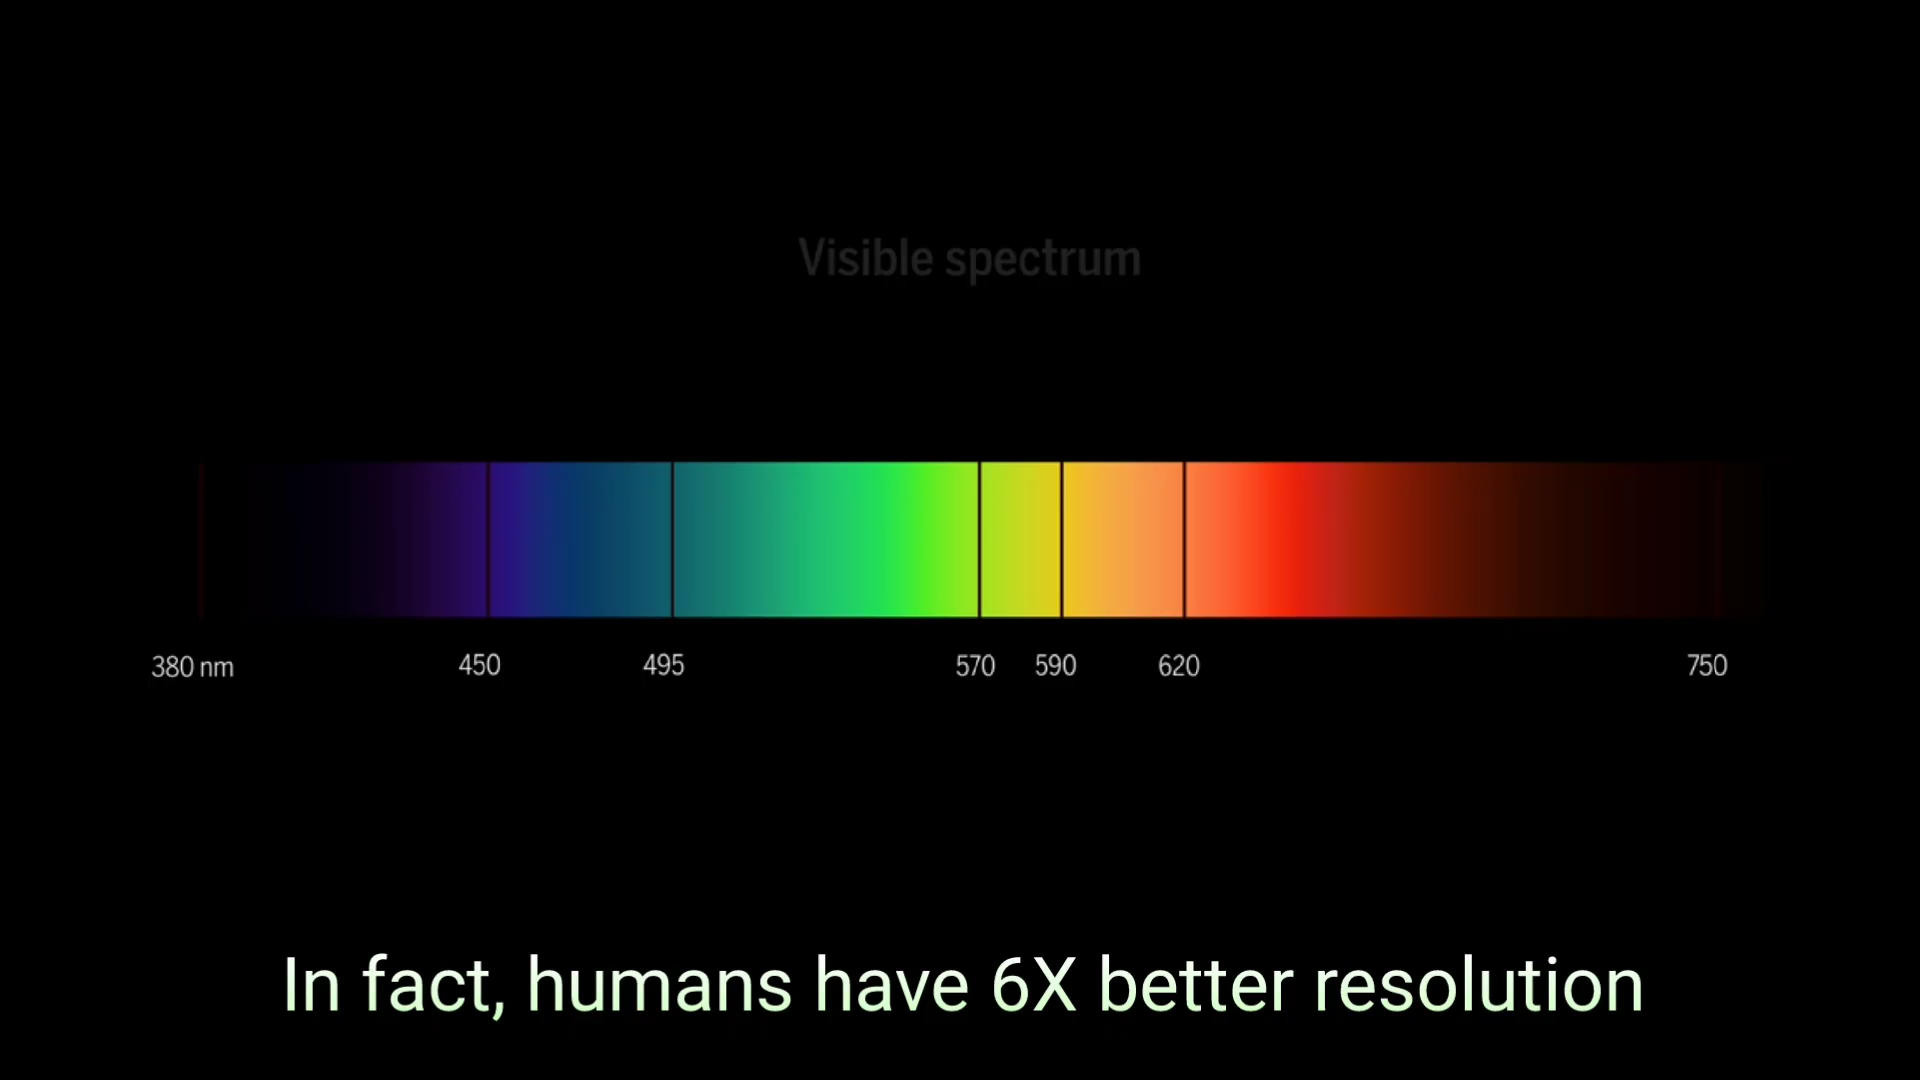 Visible spectrum
380 nm 450 495 570 590 620 750
In fact, humans have 6X better resolution